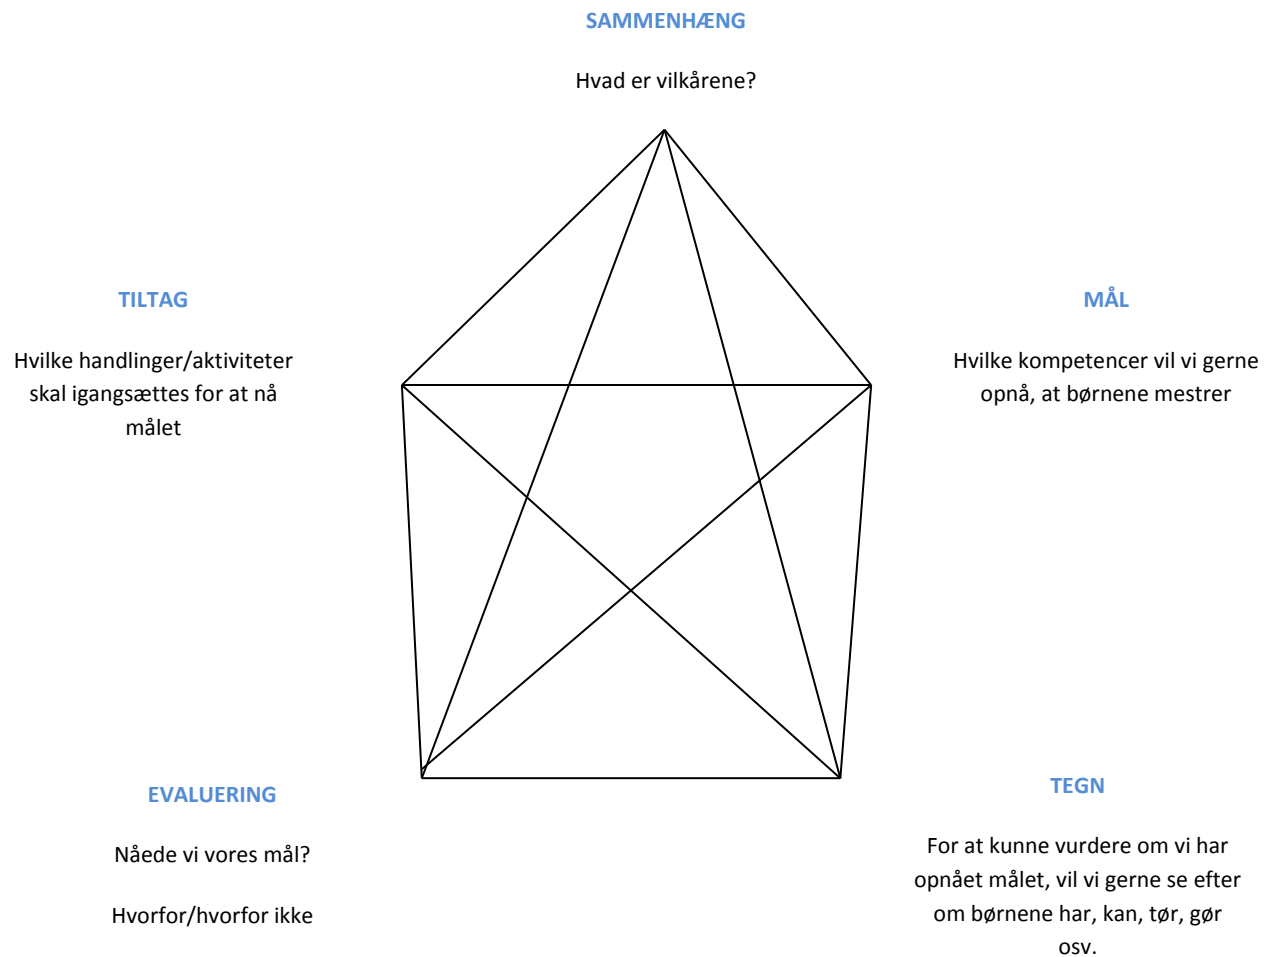 SAMMENHÆNG
Hvad er vilkårene?
TILTAG
Hvilke handlinger/aktiviteter
skal igangsættes for at nå
målet
MÅL
Hvilke kompetencer vil vi gerne
opnå, at børnene mestrer
EVALUERING
Nåede vi vores mål?
Hvorfor/hvorfor ikke
TEGN
For at kunne vurdere om vi har
opnået målet, vil vi gerne se efter
om børnene har, kan, tør, gør
osv.